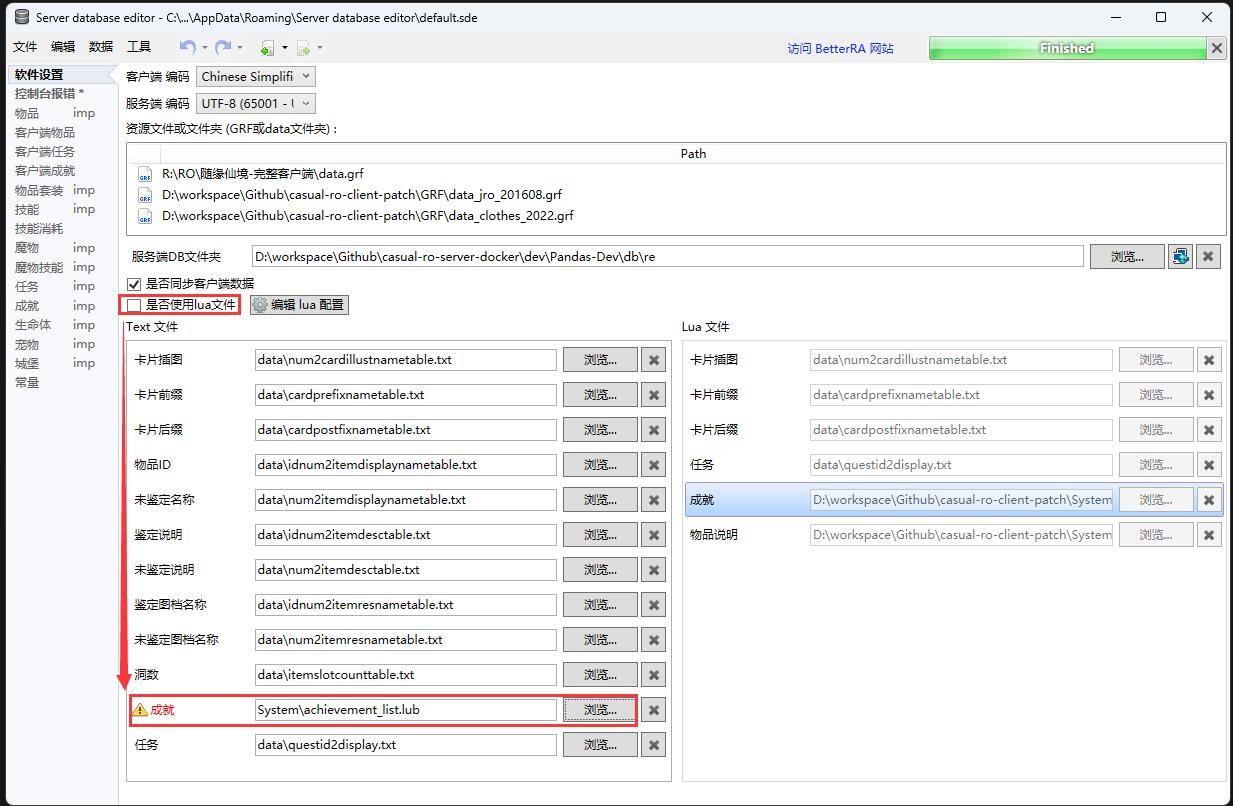 Server database editor - C:\...\AppData\Roaming\Server database editor\default.sde
文件 编辑 数据 工具 访问 BetterRA 网站 Finished
软件设置
控制台报错 *
物品 imp
客户端物品
客户端任务
客户端成就
物品套装 imp
技能 imp
技能消耗
魔物 imp
魔物技能 imp
任务 imp
成就 imp
生命体 imp
宠物 imp
城堡 imp
常量
客户端 编码 Chinese Simplifi
服务端 编码 UTF-8 (65001 - U
资源文件或文件夹 (GRF或data文件夹) :
Path
GRF R:\RO\随缘仙境-完整客户端\data.grf
GRF D:\workspace\Github\casual-ro-client-patch\GRF\data_jro_201608.grf
GRF D:\workspace\Github\casual-ro-client-patch\GRF\data_clothes_2022.grf
服务端DB文件夹 D:\workspace\Github\casual-ro-server-docker\dev\Pandas-Dev\db\re 浏览...
是否同步客户端数据
是否使用lua文件 编辑 lua 配置
Text 文件
卡片插图 data\num2cardillustnametable.txt 浏览...
卡片前缀 data\cardprefixnametable.txt 浏览...
卡片后缀 data\cardpostfixnametable.txt 浏览...
物品ID data\idnum2itemdisplaynametable.txt 浏览...
未鉴定名称 data\num2itemdisplaynametable.txt 浏览...
鉴定说明 data\idnum2itemdesctable.txt 浏览...
未鉴定说明 data\num2itemdesctable.txt 浏览...
鉴定图档名称 data\idnum2itemresnametable.txt 浏览...
未鉴定图档名称 data\num2itemresnametable.txt 浏览...
洞数 data\itemslotcounttable.txt 浏览...
成就 System\achievement_list.lub 浏览...
任务 data\questid2display.txt 浏览...
Lua 文件
卡片插图 data\num2cardillustnametable.txt 浏览...
卡片前缀 data\cardprefixnametable.txt 浏览...
卡片后缀 data\cardpostfixnametable.txt 浏览...
任务 data\questid2display.txt 浏览...
成就 D:\workspace\Github\casual-ro-client-patch\System 浏览...
物品说明 D:\workspace\Github\casual-ro-client-patch\System 浏览...